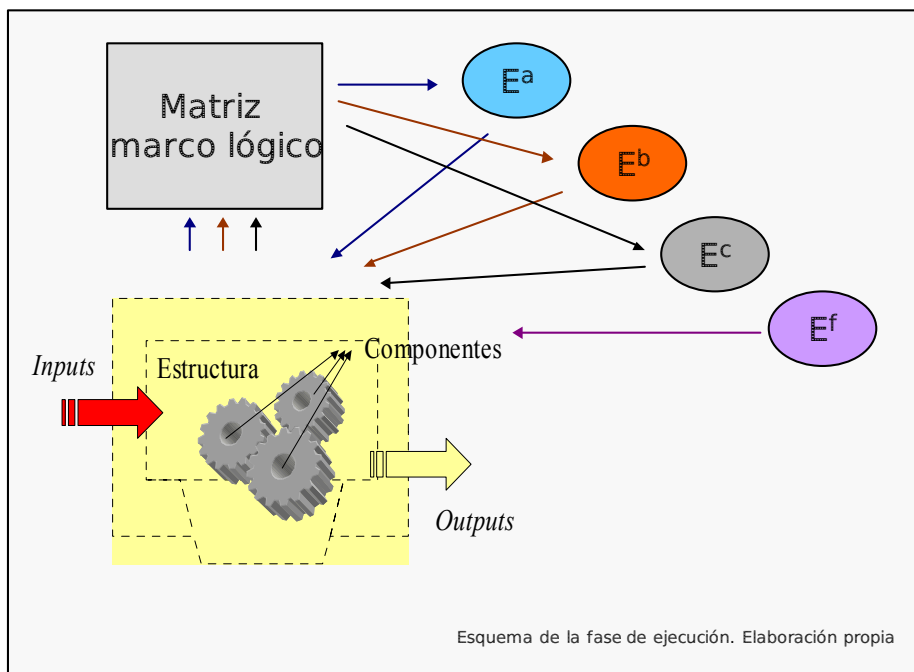 Matriz
marco lógico
Eᵃ
Eᵇ
Eᶜ
Eᶠ
Componentes
Estructura
Inputs
Outputs
Esquema de la fase de ejecución. Elaboración propia